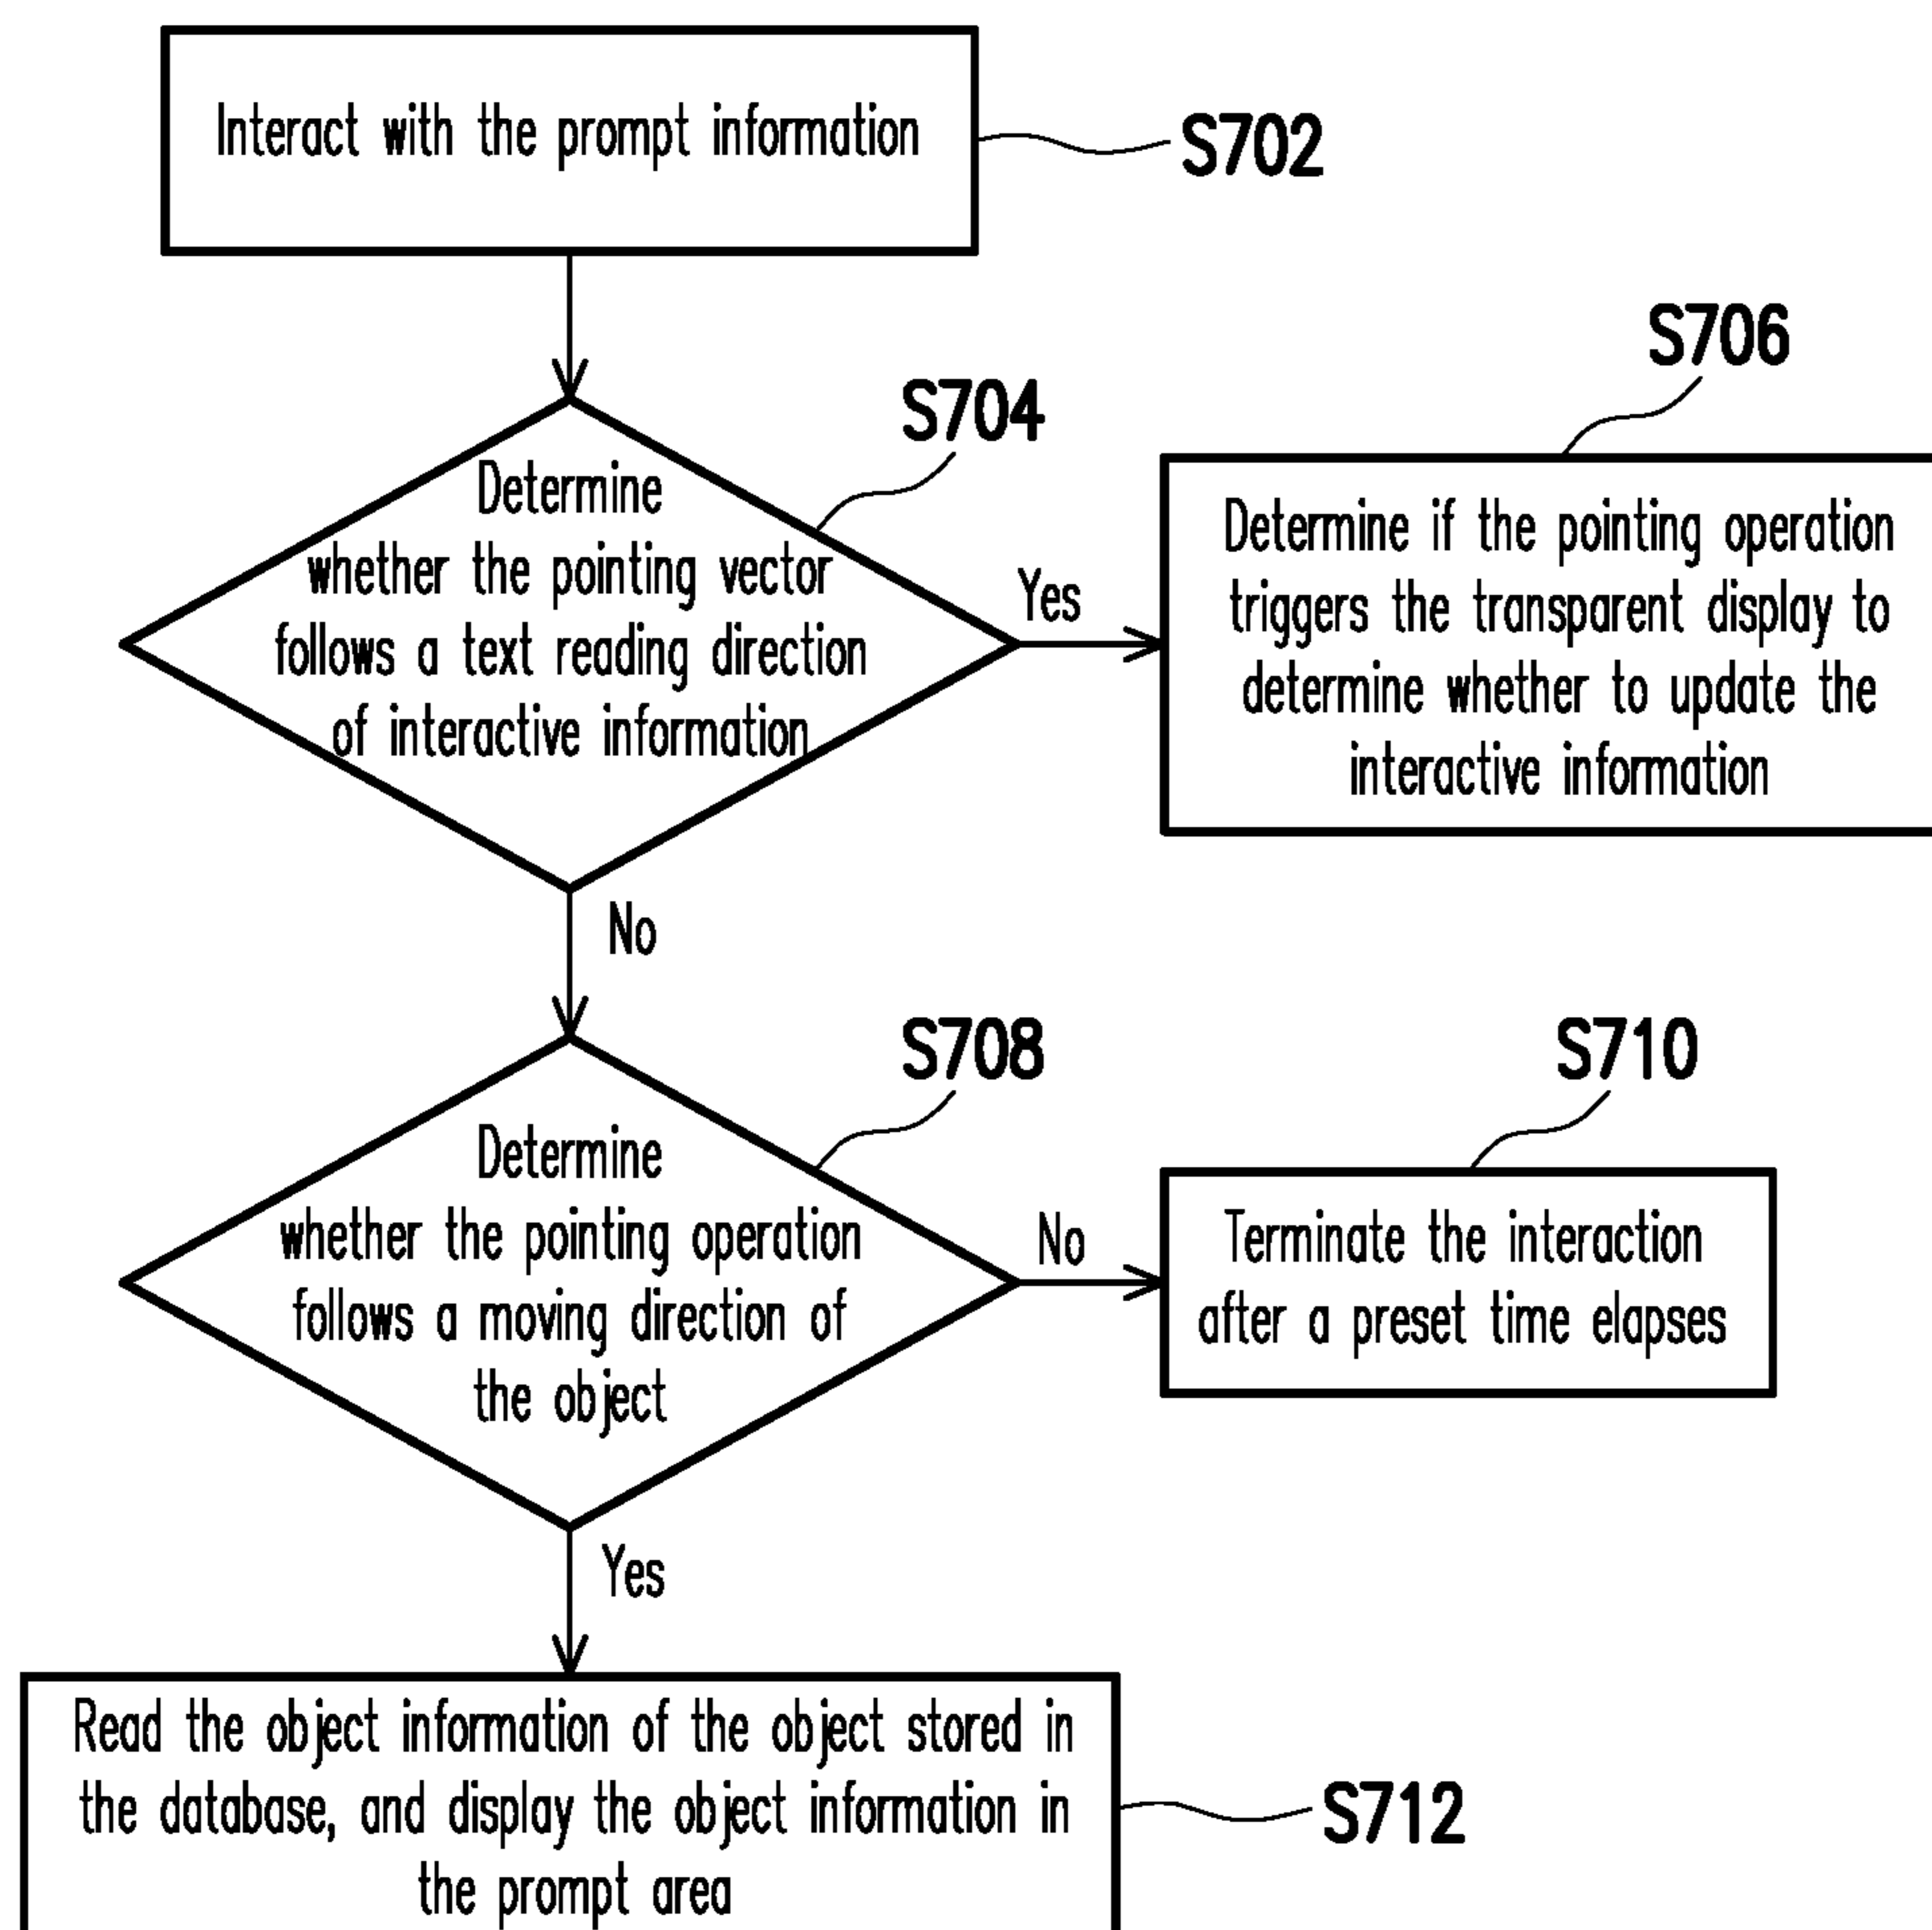 Interact with the prompt information
S702
S704
Determine
whether the pointing vector
follows a text reading direction
of interactive information
Yes
S706
Determine if the pointing operation
triggers the transparent display to
determine whether to update the
interactive information
No
S708
Determine
whether the pointing operation
follows a moving direction of
the object
No
S710
Terminate the interaction
after a preset time elapses
Yes
Read the object information of the object stored in
the database, and display the object information in
the prompt area
S712